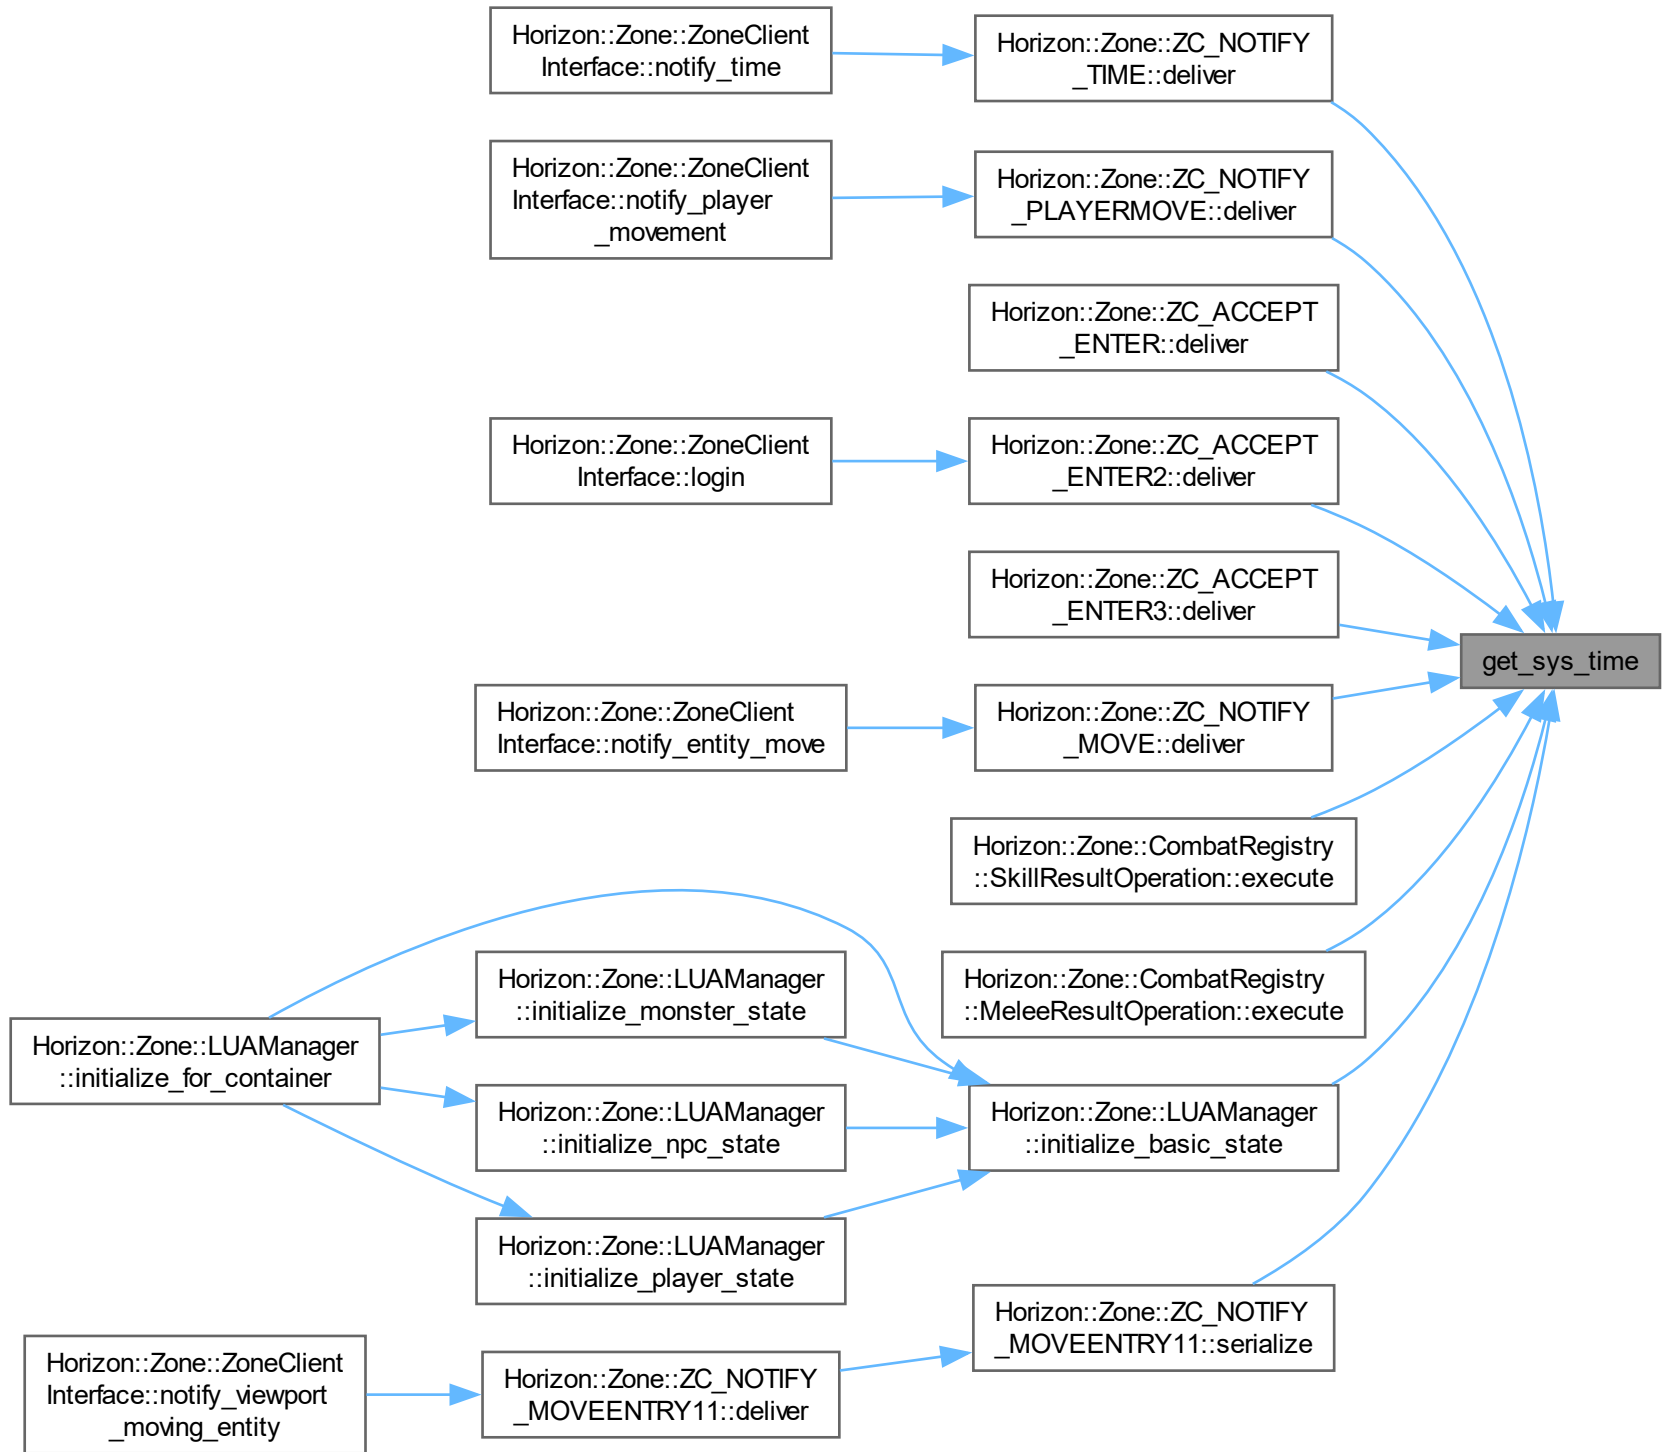 Horizon::Zone::ZoneClient
Interface::notify_time
Horizon::Zone::ZC_NOTIFY
_TIME::deliver
Horizon::Zone::ZoneClient
Interface::notify_player
_movement
Horizon::Zone::ZC_NOTIFY
_PLAYERMOVE::deliver
Horizon::Zone::ZC_ACCEPT
_ENTER::deliver
Horizon::Zone::ZoneClient
Interface::login
Horizon::Zone::ZC_ACCEPT
_ENTER2::deliver
Horizon::Zone::ZC_ACCEPT
_ENTER3::deliver
get_sys_time
Horizon::Zone::ZoneClient
Interface::notify_entity_move
Horizon::Zone::ZC_NOTIFY
_MOVE::deliver
Horizon::Zone::CombatRegistry
::SkillResultOperation::execute
Horizon::Zone::LUAManager
::initialize_monster_state
Horizon::Zone::CombatRegistry
::MeleeResultOperation::execute
Horizon::Zone::LUAManager
::initialize_for_container
Horizon::Zone::LUAManager
::initialize_npc_state
Horizon::Zone::LUAManager
::initialize_basic_state
Horizon::Zone::LUAManager
::initialize_player_state
Horizon::Zone::ZC_NOTIFY
_MOVEENTRY11::serialize
Horizon::Zone::ZoneClient
Interface::notify_viewport
_moving_entity
Horizon::Zone::ZC_NOTIFY
_MOVEENTRY11::deliver